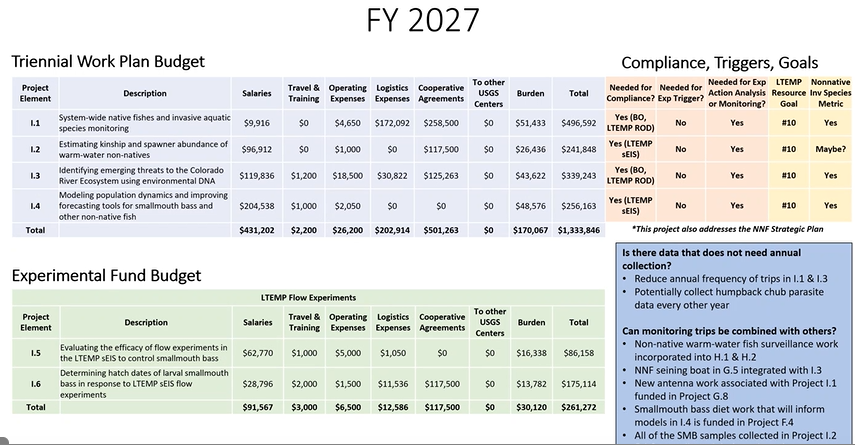 FY 2027
Triennial Work Plan Budget
Project Element | Description | Salaries | Travel & Training | Operating Expenses | Logistics Expenses | Cooperative Agreements | To other USGS Centers | Burden | Total
I.1 | System-wide native fishes and invasive aquatic species monitoring | $9,916 | $0 | $4,650 | $172,092 | $258,500 | $0 | $51,433 | $496,592
I.2 | Estimating kinship and spawner abundance of warm-water non-natives | $96,912 | $0 | $1,000 | $0 | $117,500 | $0 | $26,436 | $241,848
I.3 | Identifying emerging threats to the Colorado River Ecosystem using environmental DNA | $119,836 | $1,200 | $18,500 | $30,822 | $125,263 | $0 | $43,622 | $339,243
I.4 | Modeling population dynamics and improving forecasting tools for smallmouth bass and other non-native fish | $204,538 | $1,000 | $2,050 | $0 | $0 | $0 | $48,576 | $256,163
Total | $431,202 | $2,200 | $26,200 | $202,914 | $501,263 | $0 | $170,067 | $1,333,846
Compliance, Triggers, Goals
Needed for Compliance? | Needed for Exp Trigger? | Needed for Exp Action Analysis or Monitoring? | LTEMP Resource Goal | Nonnative Inv Species Metric
Yes (BO, LTEMP ROD) | No | Yes | #10 | Yes
Yes (LTEMP sEIS) | No | Yes | #10 | Maybe?
Yes (BO, LTEMP ROD) | No | Yes | #10 | Yes
Yes (LTEMP sEIS) | No | Yes | #10 | Yes
*This project also addresses the NNF Strategic Plan
Experimental Fund Budget
LTEMP Flow Experiments
Project Element | Description | Salaries | Travel & Training | Operating Expenses | Logistics Expenses | Cooperative Agreements | To other USGS Centers | Burden | Total
I.5 | Evaluating the efficacy of flow experiments in the LTEMP sEIS to control smallmouth bass | $62,770 | $1,000 | $5,000 | $1,050 | $0 | $0 | $16,338 | $86,158
I.6 | Determining hatch dates of larval smallmouth bass in response to LTEMP sEIS flow experiments | $28,796 | $2,000 | $1,500 | $11,536 | $117,500 | $0 | $13,782 | $175,114
Total | $91,567 | $3,000 | $6,500 | $12,586 | $117,500 | $0 | $30,120 | $261,272
Is there data that does not need annual
collection?
• Reduce annual frequency of trips in I.1 & I.3
• Potentially collect humpback chub parasite
data every other year
Can monitoring trips be combined with others?
• Non-native warm-water fish surveillance work
incorporated into H.1 & H.2
• NNF seining boat in G.5 integrated with I.3
• New antenna work associated with Project I.1
funded in Project G.8
• Smallmouth bass diet work that will inform
models in I.4 is funded in Project F.4
• All of the SMB samples collected in Project I.2